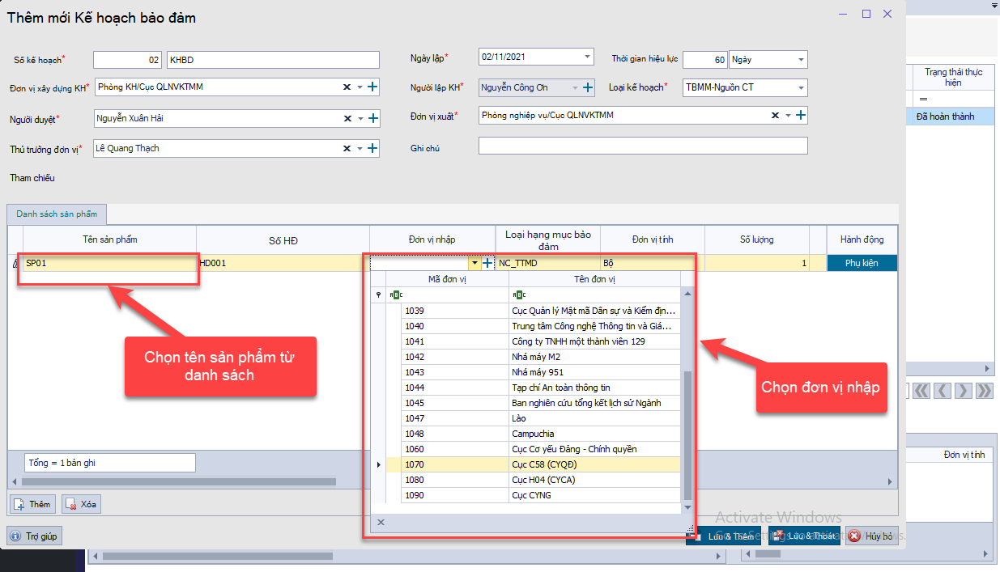 Thêm mới Kế hoạch bảo đảm
Số kế hoạch* 02 KHBD
Ngày lập* 02/11/2021
Thời gian hiệu lực 60 Ngày
Đơn vị xây dựng KH* Phòng KH/Cục QLNVKTMM
Người lập KH* Nguyễn Công Ơn
Loại kế hoạch* TBMM-Nguồn CT
Người duyệt* Nguyễn Xuân Hải
Đơn vị xuất* Phòng nghiệp vụ/Cục QLNVKTMM
Thủ trưởng đơn vị* Lê Quang Thạch
Ghi chú
Tham chiếu
Trạng thái thực
hiện
=
Đã hoàn thành
Danh sách sản phẩm
Tên sản phẩm Số HĐ Đơn vị nhập Loại hạng mục bảo đảm Đơn vị tính Số lượng Hành động
SP01 HD001 NC_TTMD Bộ 1 Phụ kiện
Mã đơn vị Tên đơn vị
1039 Cục Quản lý Mật mã Dân sự và Kiểm địn...
1040 Trung tâm Công nghệ Thông tin và Giá...
1041 Công ty TNHH một thành viên 129
1042 Nhá máy M2
1043 Nhá máy 951
1044 Tạp chí An toàn thông tin
1045 Ban nghiên cứu tổng kết lịch sử Ngành
1047 Lào
1048 Campuchia
1060 Cục Cơ yếu Đảng - Chính quyền
1070 Cục C58 (CYQĐ)
1080 Cục H04 (CYCA)
1090 Cục CYNG
Chọn tên sản phẩm từ
danh sách
Chọn đơn vị nhập
Đơn vị tính
Tổng = 1 bản ghi
Thêm Xóa
Trợ giúp
Activate Windows
Go to Settings to activate Windows.
Lưu & Thêm Lưu & Thoát Hủy bỏ